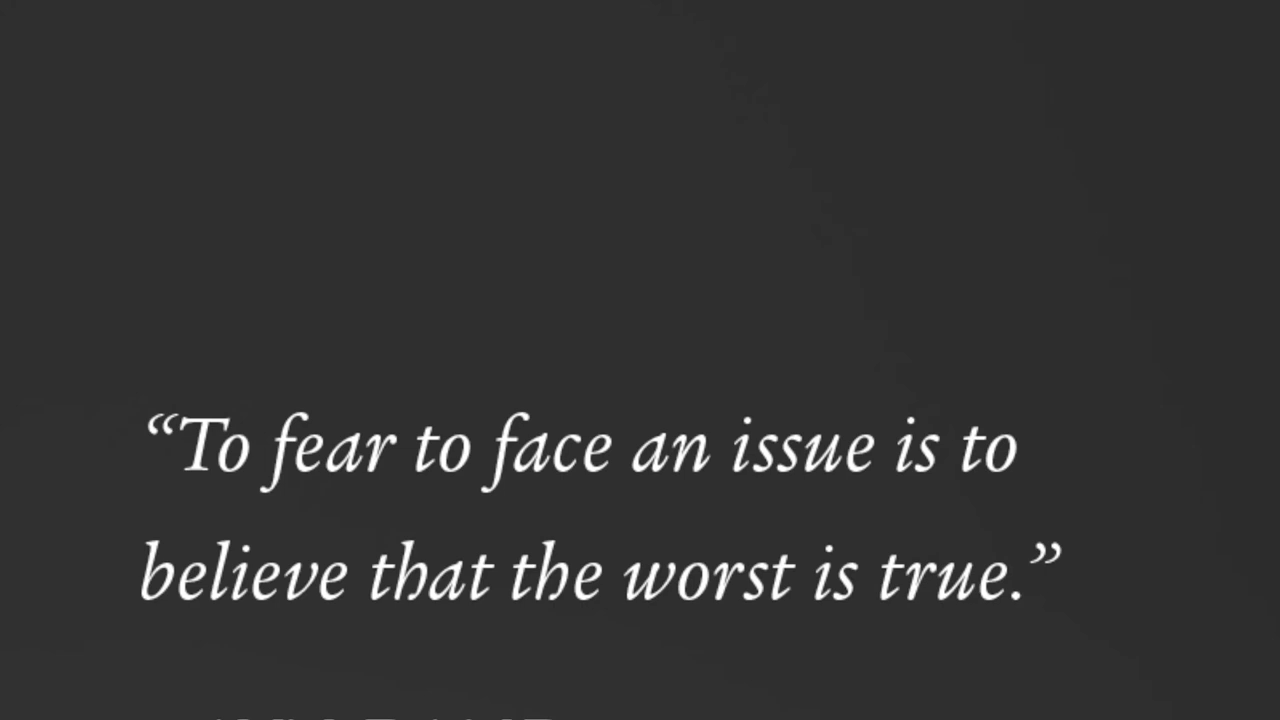 “To fear to face an issue is to
believe that the worst is true.”